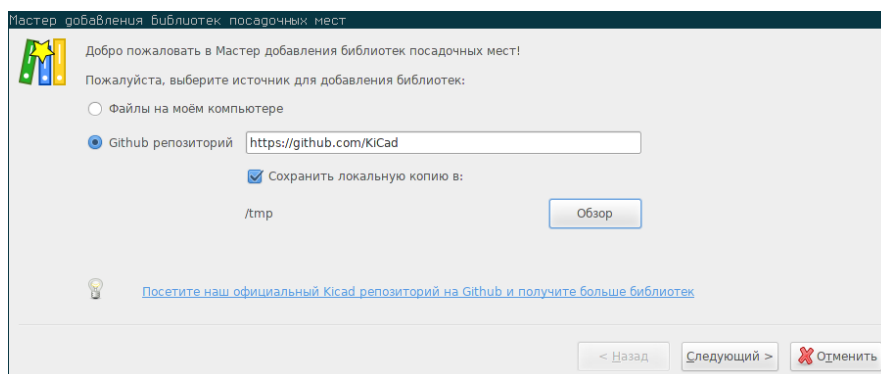 Мастер добавления библиотек посадочных мест
Добро пожаловать в Мастер добавления библиотек посадочных мест!
Пожалуйста, выберите источник для добавления библиотек:
Файлы на моём компьютере
Github репозиторий https://github.com/KiCad
Сохранить локальную копию в:
/tmp Обзор
Посетите наш официальный Kicad репозиторий на Github и получите больше библиотек
< Назад Следующий > Отменить